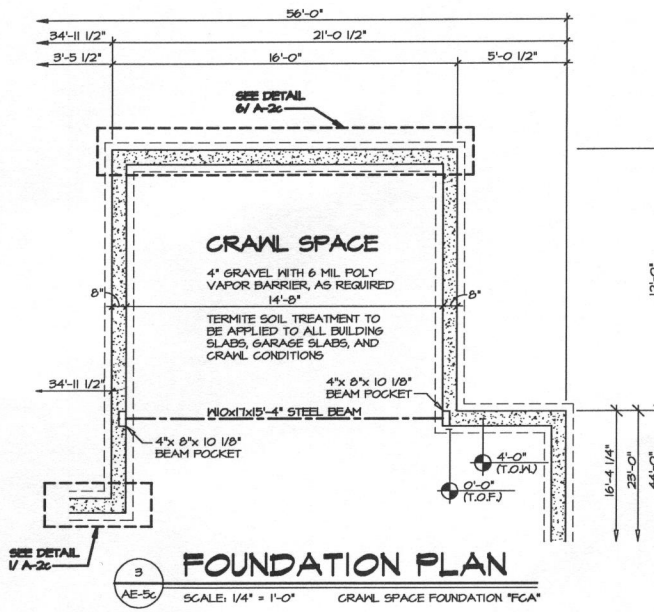 56'-0"
34'-11 1/2" 21'-0 1/2"
3'-5 1/2" 16'-0" 5'-0 1/2"
SEE DETAIL
6/ A-2c
CRAWL SPACE
4" GRAVEL WITH 6 MIL POLY
VAPOR BARRIER, AS REQUIRED
8" 14'-8" 8"
TERMITE SOIL TREATMENT TO
BE APPLIED TO ALL BUILDING
SLABS, GARAGE SLABS, AND
CRAWL CONDITIONS
34'-11 1/2"
4"x 8"x 10 1/8"
BEAM POCKET
W10x17x15'-4" STEEL BEAM
4"x 8"x 10 1/8"
BEAM POCKET
4'-0"
(T.O.W.)
0'-0"
(T.O.F.)
16'-4 1/4"
23'-0"
44'-0"
SEE DETAIL
1/ A-2c
3
AE-5c
FOUNDATION PLAN
SCALE: 1/4" = 1'-0" CRAWL SPACE FOUNDATION "FCA"